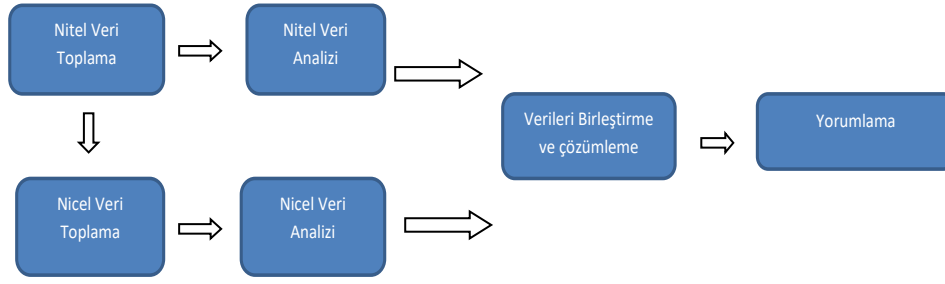 Nitel Veri
Toplama
Nitel Veri
Analizi
Verileri Birleştirme
ve çözümleme
Yorumlama
Nicel Veri
Toplama
Nicel Veri
Analizi